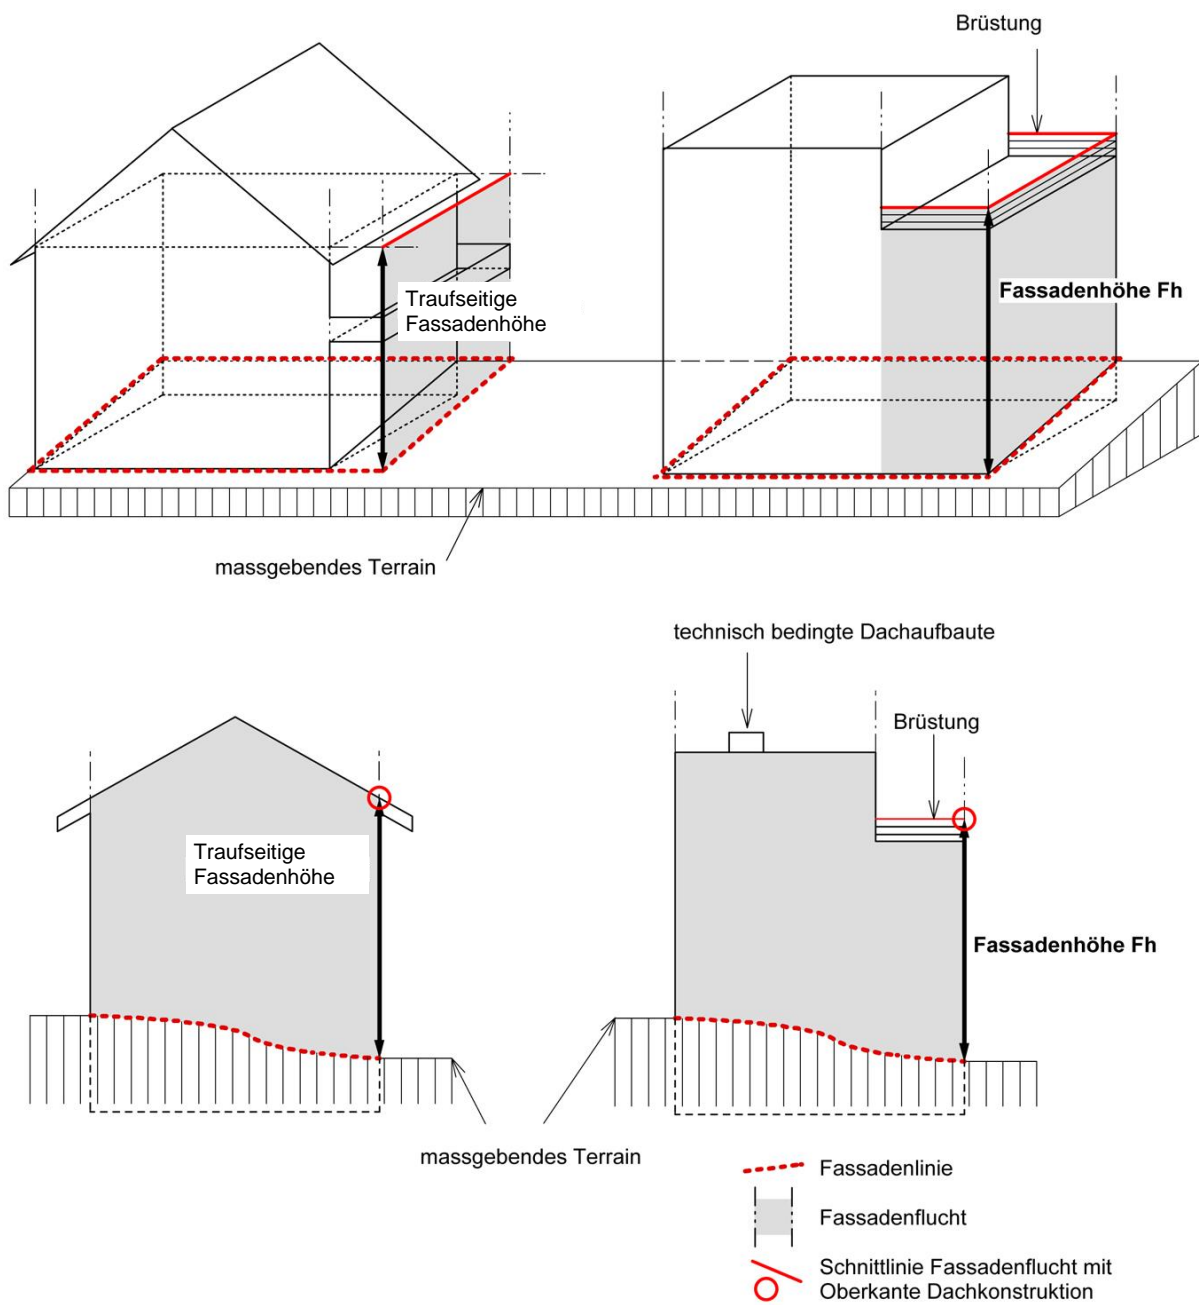 Brüstung
Traufseitige
Fassadenhöhe
Fassadenhöhe Fh
massgebendes Terrain
technisch bedingte Dachaufbaute
Brüstung
Traufseitige
Fassadenhöhe
Fassadenhöhe Fh
massgebendes Terrain
Fassadenlinie
Fassadenflucht
Schnittlinie Fassadenflucht mit
Oberkante Dachkonstruktion